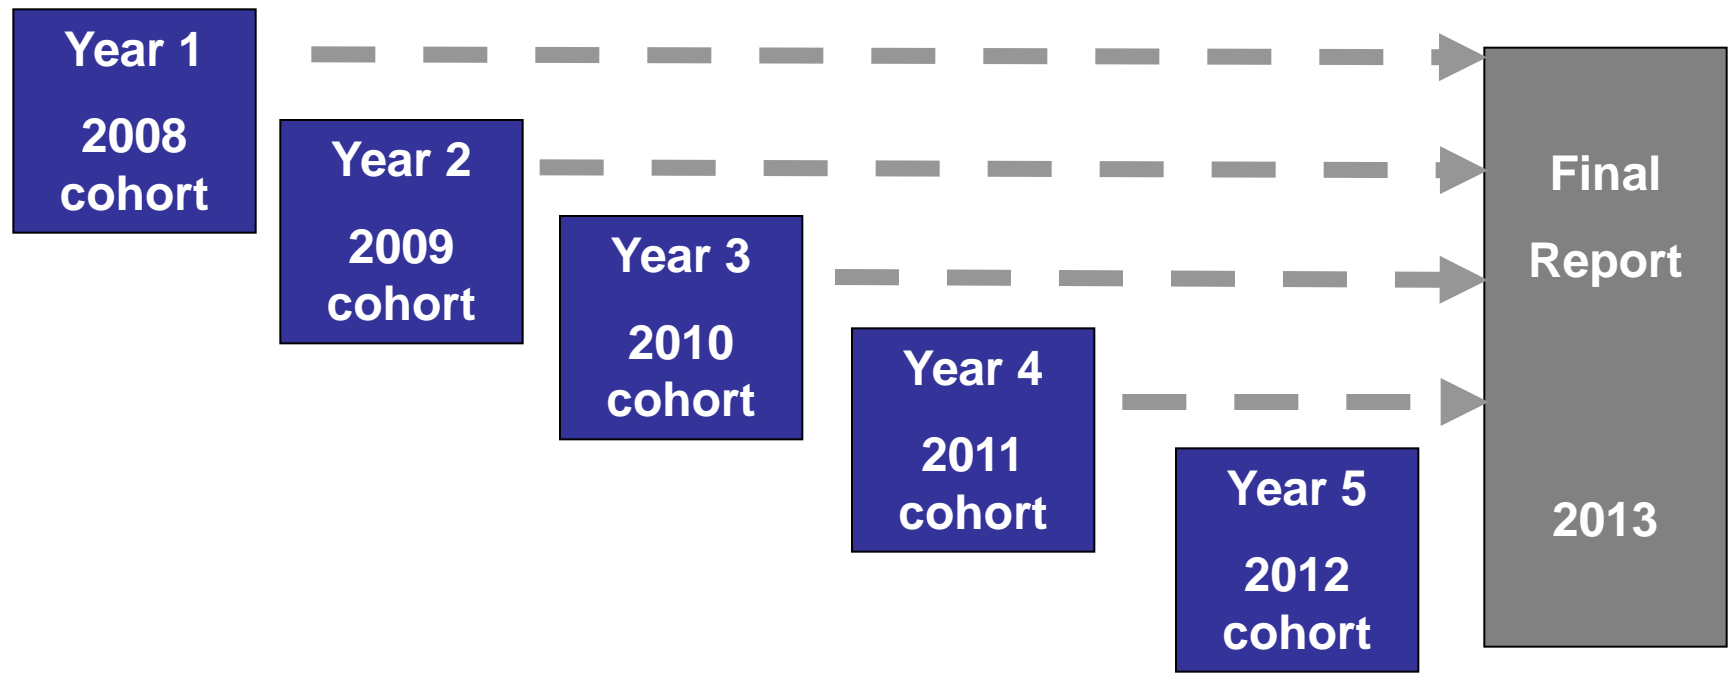 Year 1
2008
cohort
Year 2
2009
cohort
Year 3
2010
cohort
Year 4
2011
cohort
Year 5
2012
cohort
Final
Report
2013